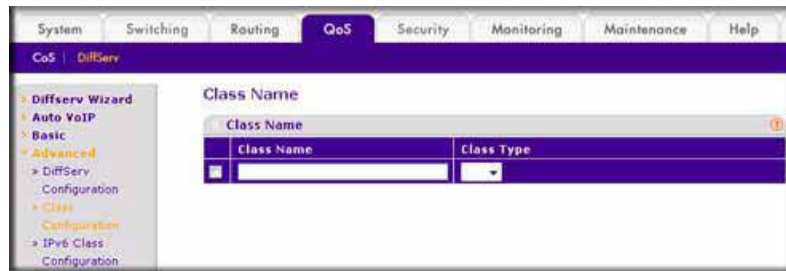 System Switching Routing QoS Security Monitoring Maintenance Help
CoS | DiffServ
Diffserv Wizard
Auto VoIP
Basic
Advanced
» DiffServ
Configuration
» Class
Configuration
» IPv6 Class
Configuration
Class Name
Class Name
Class Name Class Type